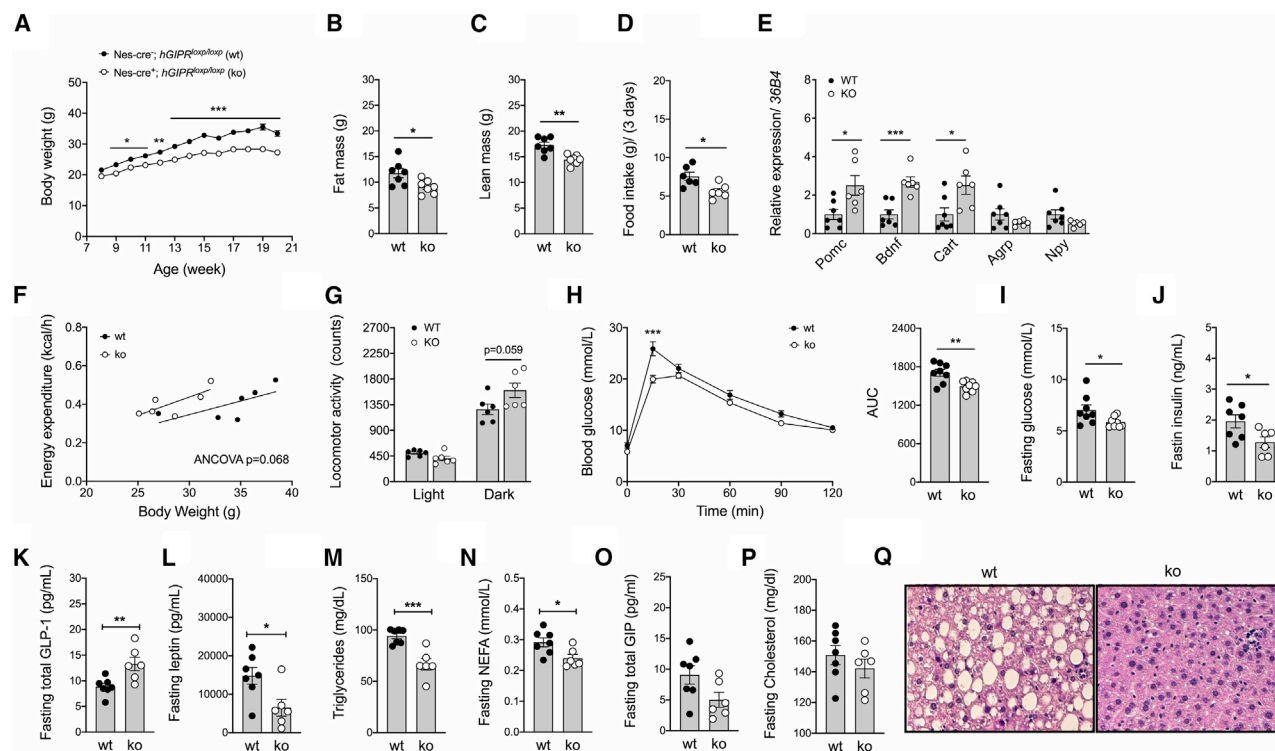 A
Nes-cre⁻; hGIPR^loxp/loxp (wt)
Nes-cre⁺; hGIPR^loxp/loxp (ko)
Body weight (g)
50
40
30
20
10
0
* ** ***
7 9 11 13 15 17 19 21
Age (week)
B
Fat mass (g)
30
25
20
15
10
5
0
*
wt ko
C
Lean mass (g)
30
25
20
15
10
5
0
**
wt ko
D
Food intake (g)/ (3 days)
20
15
10
5
0
*
wt ko
E
Relative expression/ 36B4
WT
KO
8
6
4
2
0
* *** *
Pomc Bdnf Cart Agrp Npy
F
Energy expenditure (kcal/h)
wt
ko
0.8
0.6
0.4
0.2
0.0
ANCOVA p=0.068
20 25 30 35 40
Body Weight (g)
G
Locomotor activity (counts)
WT
KO
2700
2250
1800
1350
900
450
0
p=0.059
Light Dark
H
Blood glucose (mmol/L)
wt
ko
30
20
10
0
***
0 30 60 90 120
Time (min)
AUC
2400
1800
1200
600
0
**
wt ko
I
Fasting glucose (mmol/L)
15
10
5
0
*
wt ko
J
Fastin insulin (ng/mL)
5
4
3
2
1
0
*
wt ko
K
Fasting total GLP-1 (pg/mL)
30
25
20
15
10
5
0
**
wt ko
L
Fasting leptin (pg/mL)
40000
30000
20000
10000
0
*
wt ko
M
Triglycerides (mg/dL)
150
100
50
0
***
wt ko
N
Fasting NEFA (mmol/L)
0.5
0.4
0.3
0.2
0.1
0.0
*
wt ko
O
Fasting total GIP (pg/ml)
25
20
15
10
5
0
wt ko
P
Fasting Cholesterol (mg/dl)
200
180
160
140
120
100
wt ko
Q
wt ko